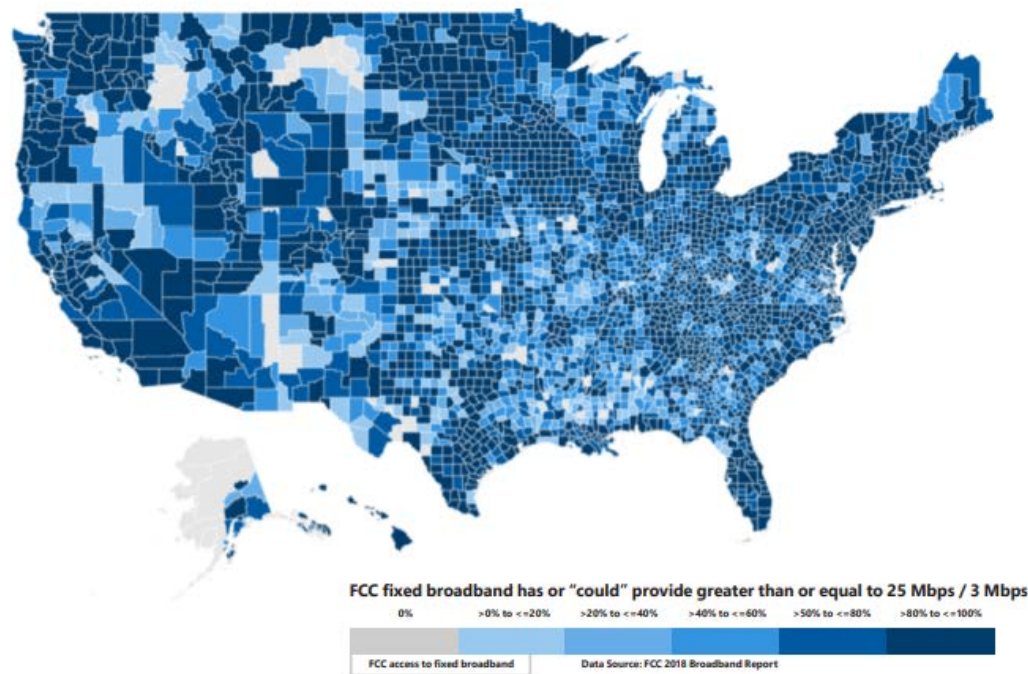 FCC fixed broadband has or “could” provide greater than or equal to 25 Mbps / 3 Mbps
0% >0% to <=20% >20% to <=40% >40% to <=60% >50% to <=80% >80% to <=100%
FCC access to fixed broadband Data Source: FCC 2018 Broadband Report